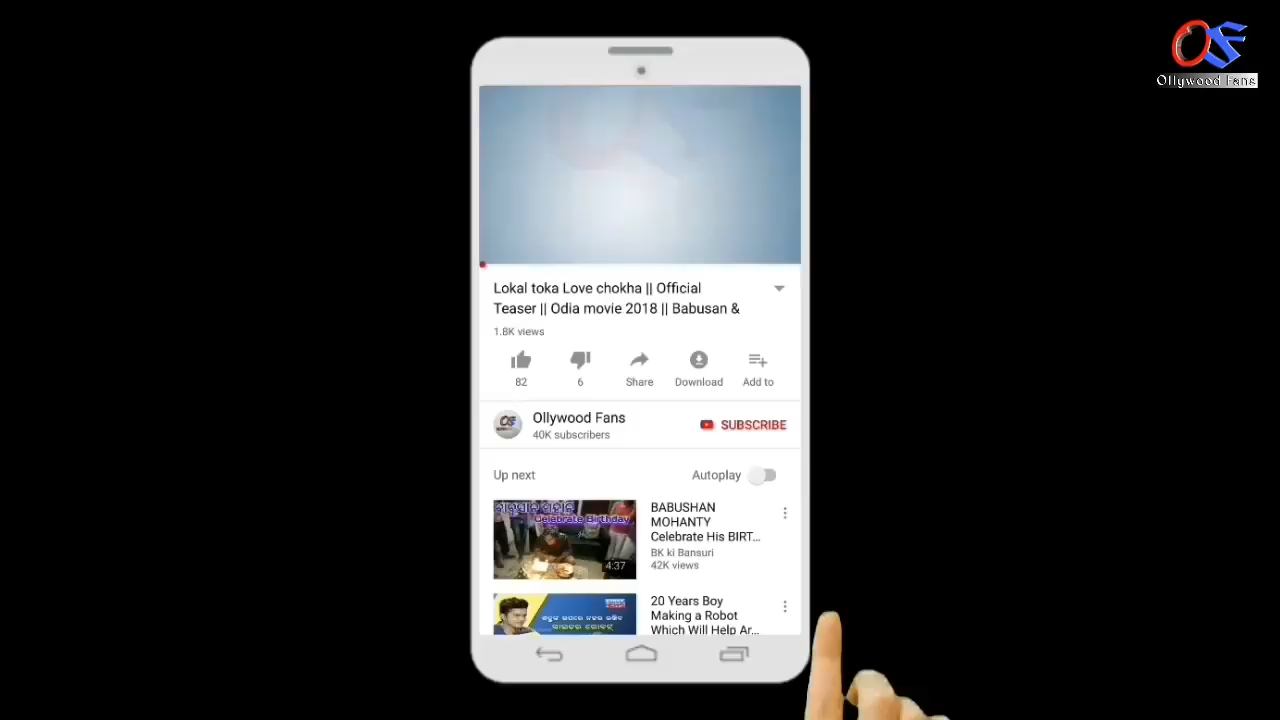 OF
Ollywood Fans
Lokal toka Love chokha || Official
Teaser || Odia movie 2018 || Babusan &
1.8K views
82
6
Share
Download
Add to
Ollywood Fans
40K subscribers
SUBSCRIBE
Up next
Autoplay
Celebrate Birthday
4:37
BABUSHAN
MOHANTY
Celebrate His BIRT...
BK ki Bansuri
42K views
20 Years Boy
Making a Robot
Which Will Help Ar...